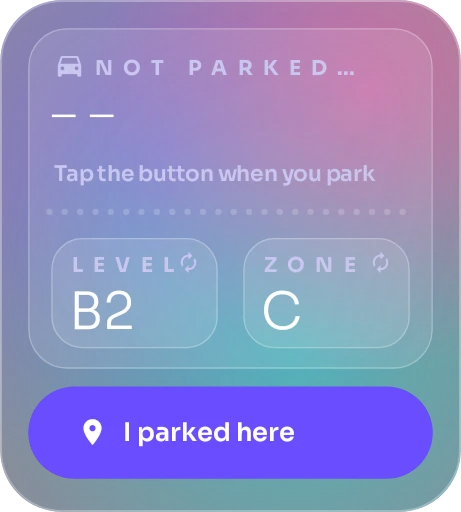 NOT PARKED…
— —
Tap the button when you park
LEVEL ZONE
B2 C
I parked here